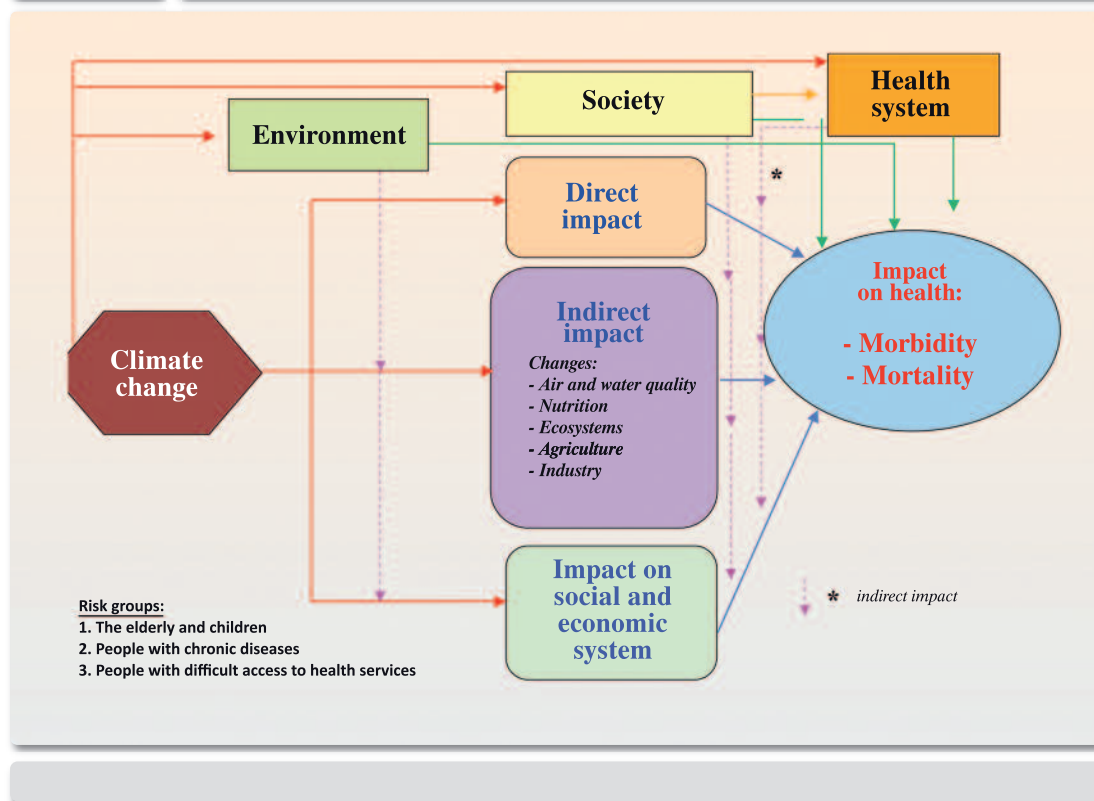 Health
system
Society
Environment
Direct
impact
*
Impact
on health:
- Morbidity
- Mortality
Indirect
impact
Changes:
- Air and water quality
- Nutrition
- Ecosystems
- Agriculture
- Industry
Climate
change
Impact on
social and
economic
system
* indirect impact
Risk groups:
1. The elderly and children
2. People with chronic diseases
3. People with difficult access to health services